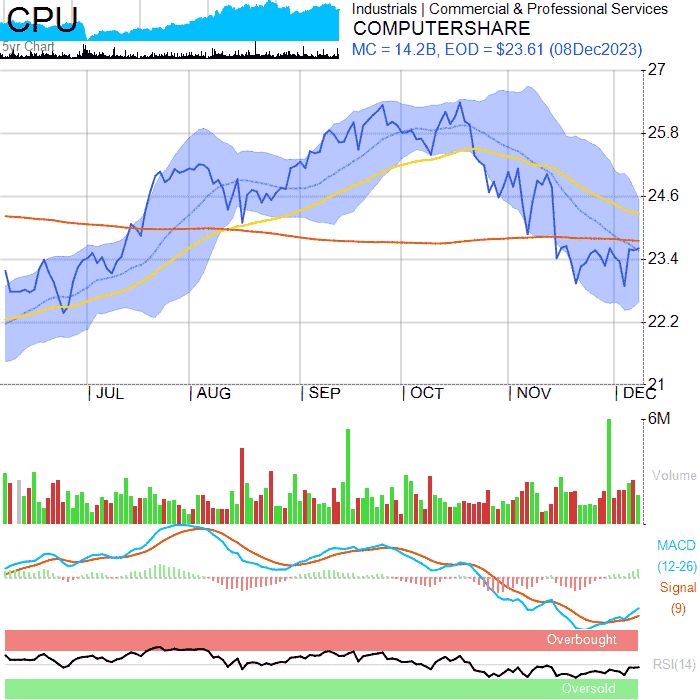 CPU
5yr Chart
Industrials | Commercial & Professional Services
COMPUTERSHARE
MC = 14.2B, EOD = $23.61 (08Dec2023)
27
25.8
24.6
23.4
22.2
21
| JUL | AUG | SEP | OCT | NOV | DEC
6M
Volume
MACD
(12-26)
Signal
(9)
Overbought
RSI(14)
Oversold